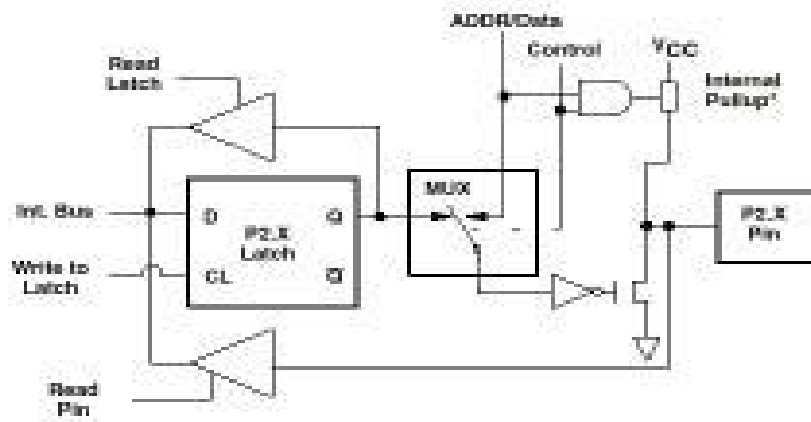 ADDR/Data
Control
VCC
Read
Latch
Internal
Pullup*
MUX
Int. Bus
D
Q
P2.X
Latch
P2.X
Pin
Write to
Latch
CL
Q
Read
Pin